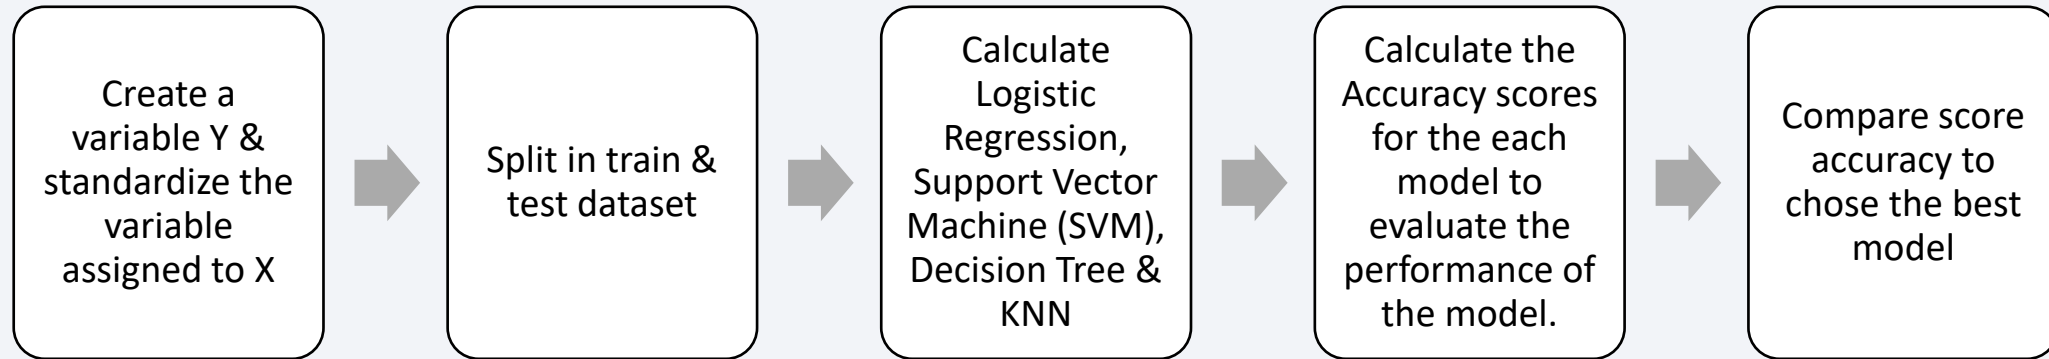 Create a
variable Y &
standardize the
variable
assigned to X
Split in train &
test dataset
Calculate
Logistic
Regression,
Support Vector
Machine (SVM),
Decision Tree &
KNN
Calculate the
Accuracy scores
for the each
model to
evaluate the
performance of
the model.
Compare score
accuracy to
chose the best
model